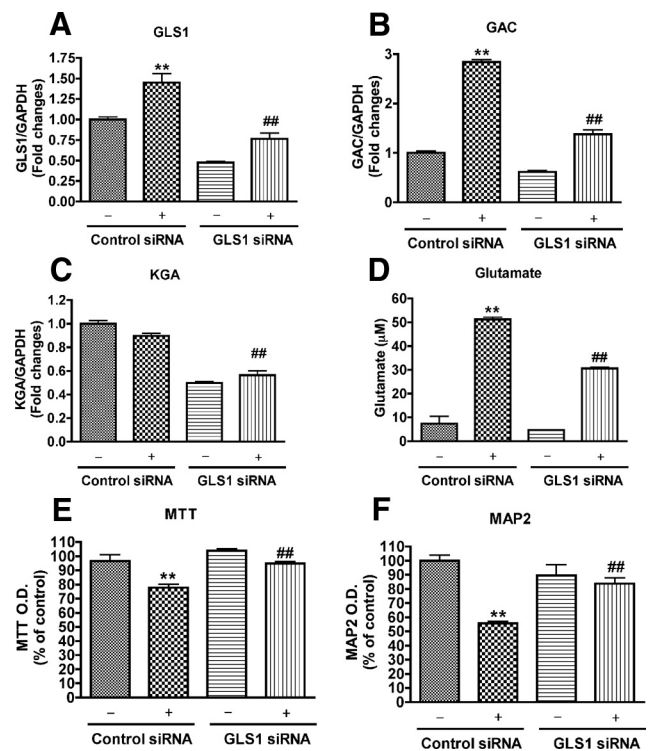 A
GLS1
GLS1/GAPDH
(Fold changes)
1.75
1.50
1.25
1.00
0.75
0.50
0.25
0.00
**
##
– + – +
Control siRNA GLS1 siRNA
B
GAC
GAC/GAPDH
(Fold changes)
3
2
1
0
**
##
– + – +
Control siRNA GLS1 siRNA
C
KGA
KGA/GAPDH
(Fold changes)
1.2
1.0
0.8
0.6
0.4
0.2
0.0
##
– + – +
Control siRNA GLS1 siRNA
D
Glutamate
Glutamate (μM)
60
50
40
30
20
10
0
**
##
– + – +
Control siRNA GLS1 siRNA
E
MTT
MTT O.D.
(% of control)
110
100
90
80
70
60
50
40
30
20
10
0
**
##
– + – +
Control siRNA GLS1 siRNA
F
MAP2
MAP2 O.D.
(% of control)
110
100
90
80
70
60
50
40
30
20
10
0
**
##
– + – +
Control siRNA GLS1 siRNA